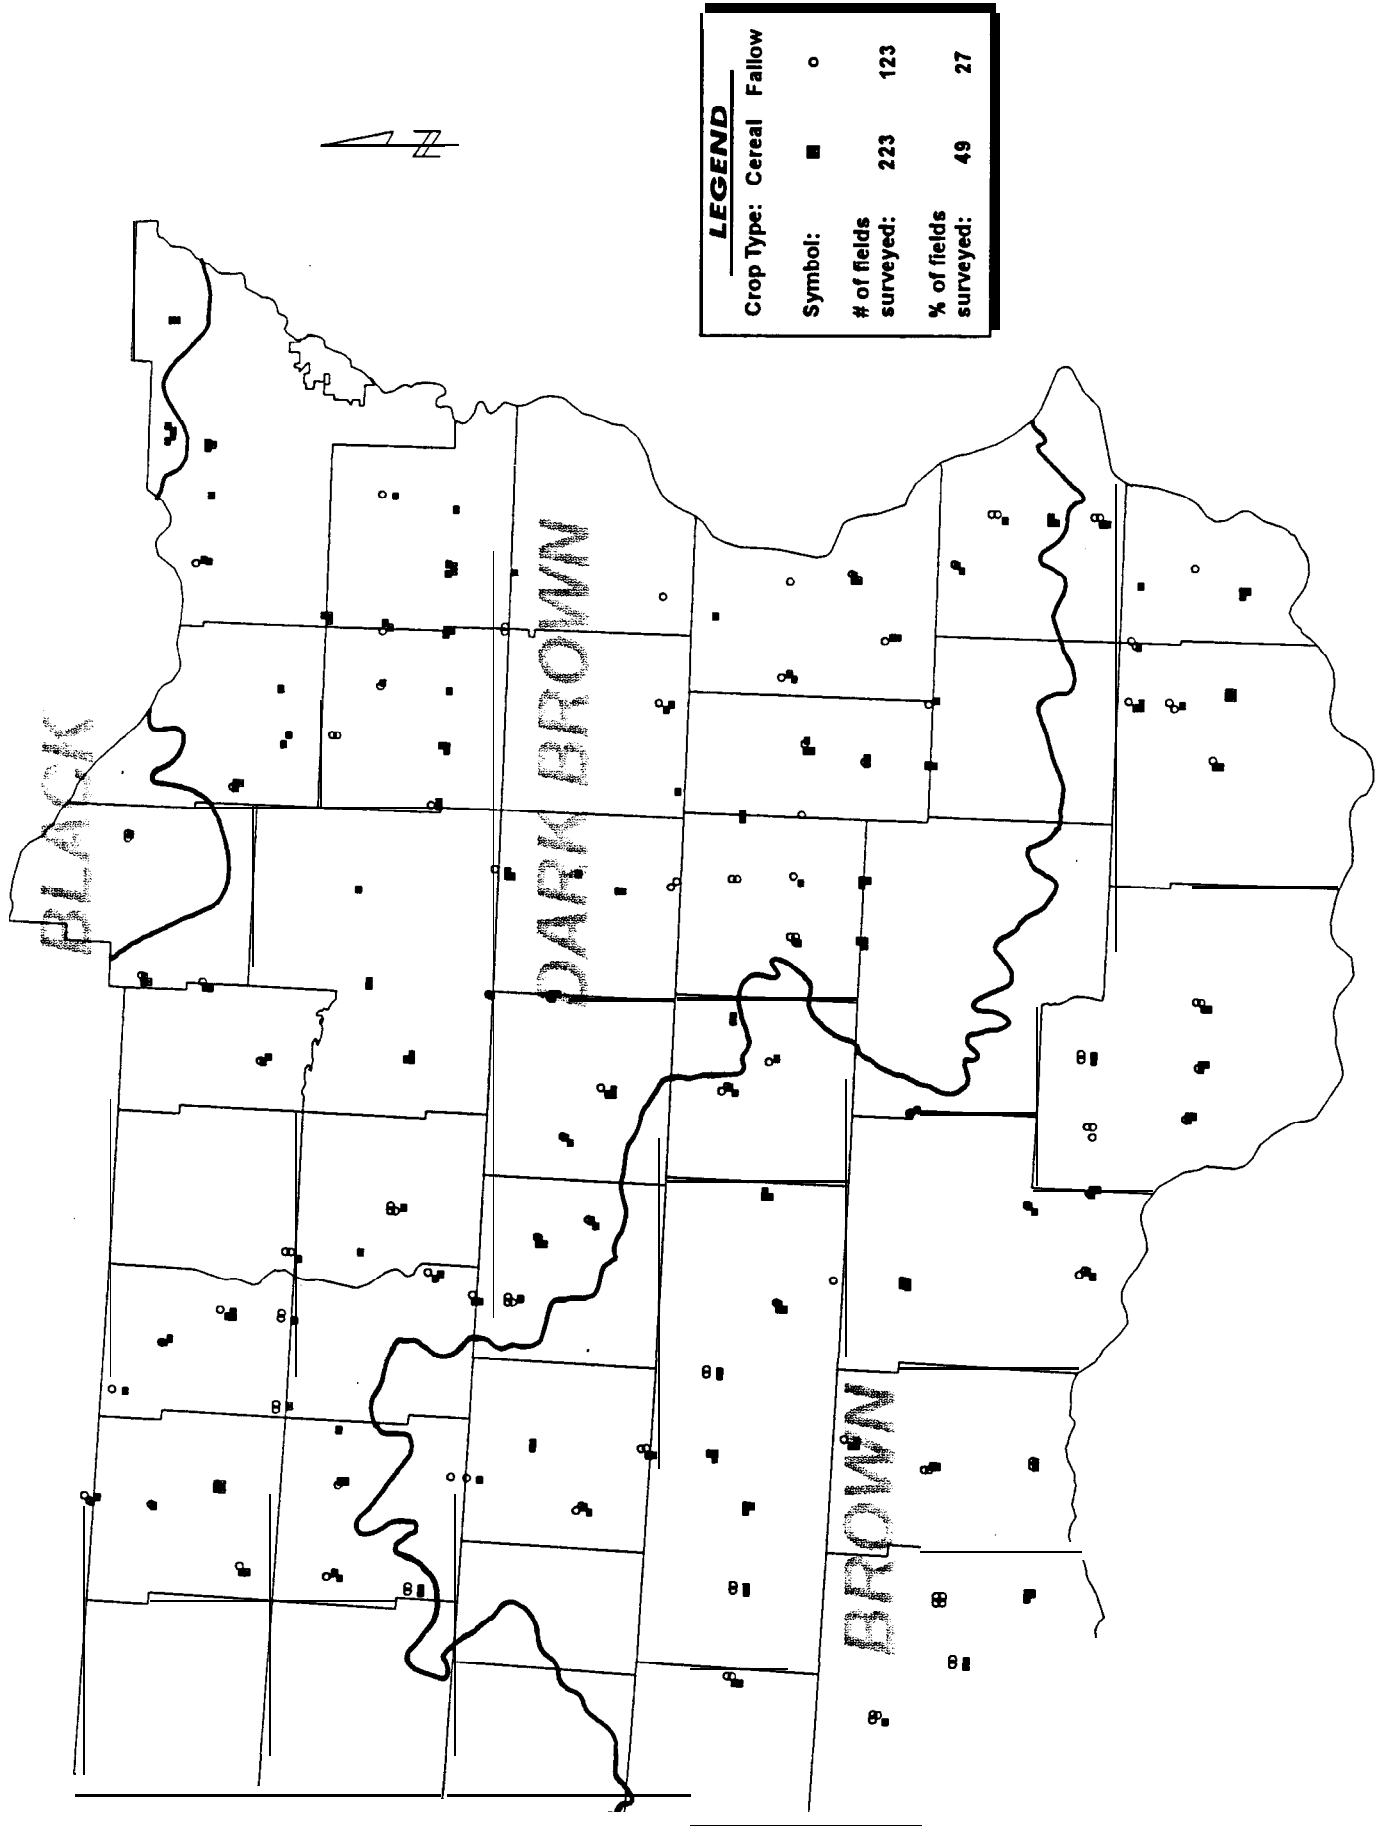 LEGEND
Crop Type: Cereal Fallow
Symbol: ■ ○
# of fields
surveyed: 223 123
% of fields
surveyed: 49 27
N
BLACK
DARK BROWN
BROWN